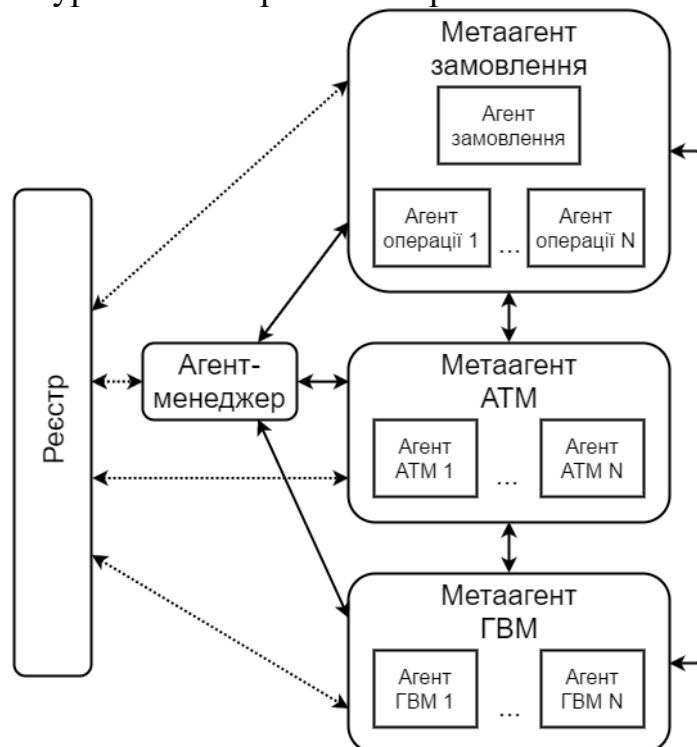 Метаагент
замовлення
Агент
замовлення
Агент
операції 1
...
Агент
операції N
Реєстр
Агент-
менеджер
Метаагент
АТМ
Агент
АТМ 1
...
Агент
АТМ N
Метаагент
ГВМ
Агент
ГВМ 1
...
Агент
ГВМ N